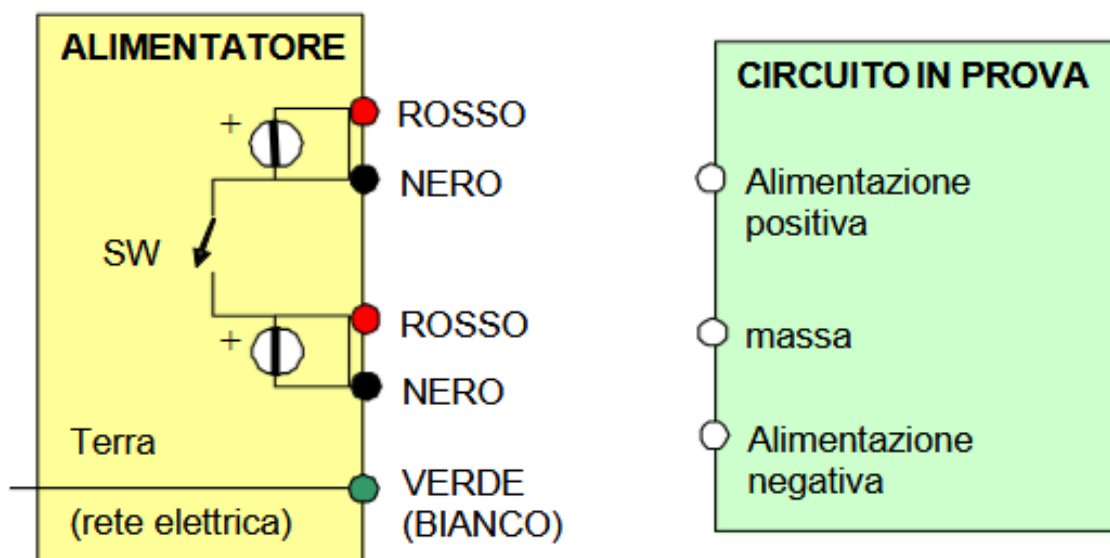 ALIMENTATORE
+
ROSSO
NERO
SW
+
ROSSO
NERO
Terra
(rete elettrica)
VERDE
(BIANCO)
CIRCUITO IN PROVA
Alimentazione
positiva
massa
Alimentazione
negativa